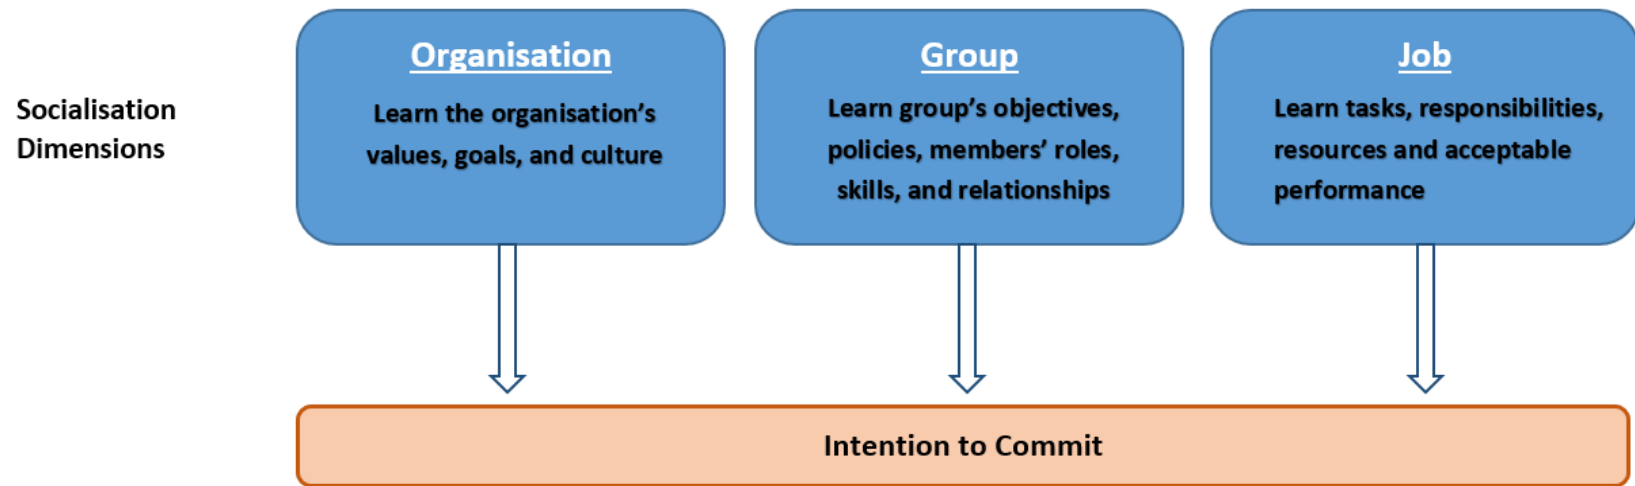 Socialisation
Dimensions
Organisation
Learn the organisation’s
values, goals, and culture
Group
Learn group’s objectives,
policies, members’ roles,
skills, and relationships
Job
Learn tasks, responsibilities,
resources and acceptable
performance
Intention to Commit